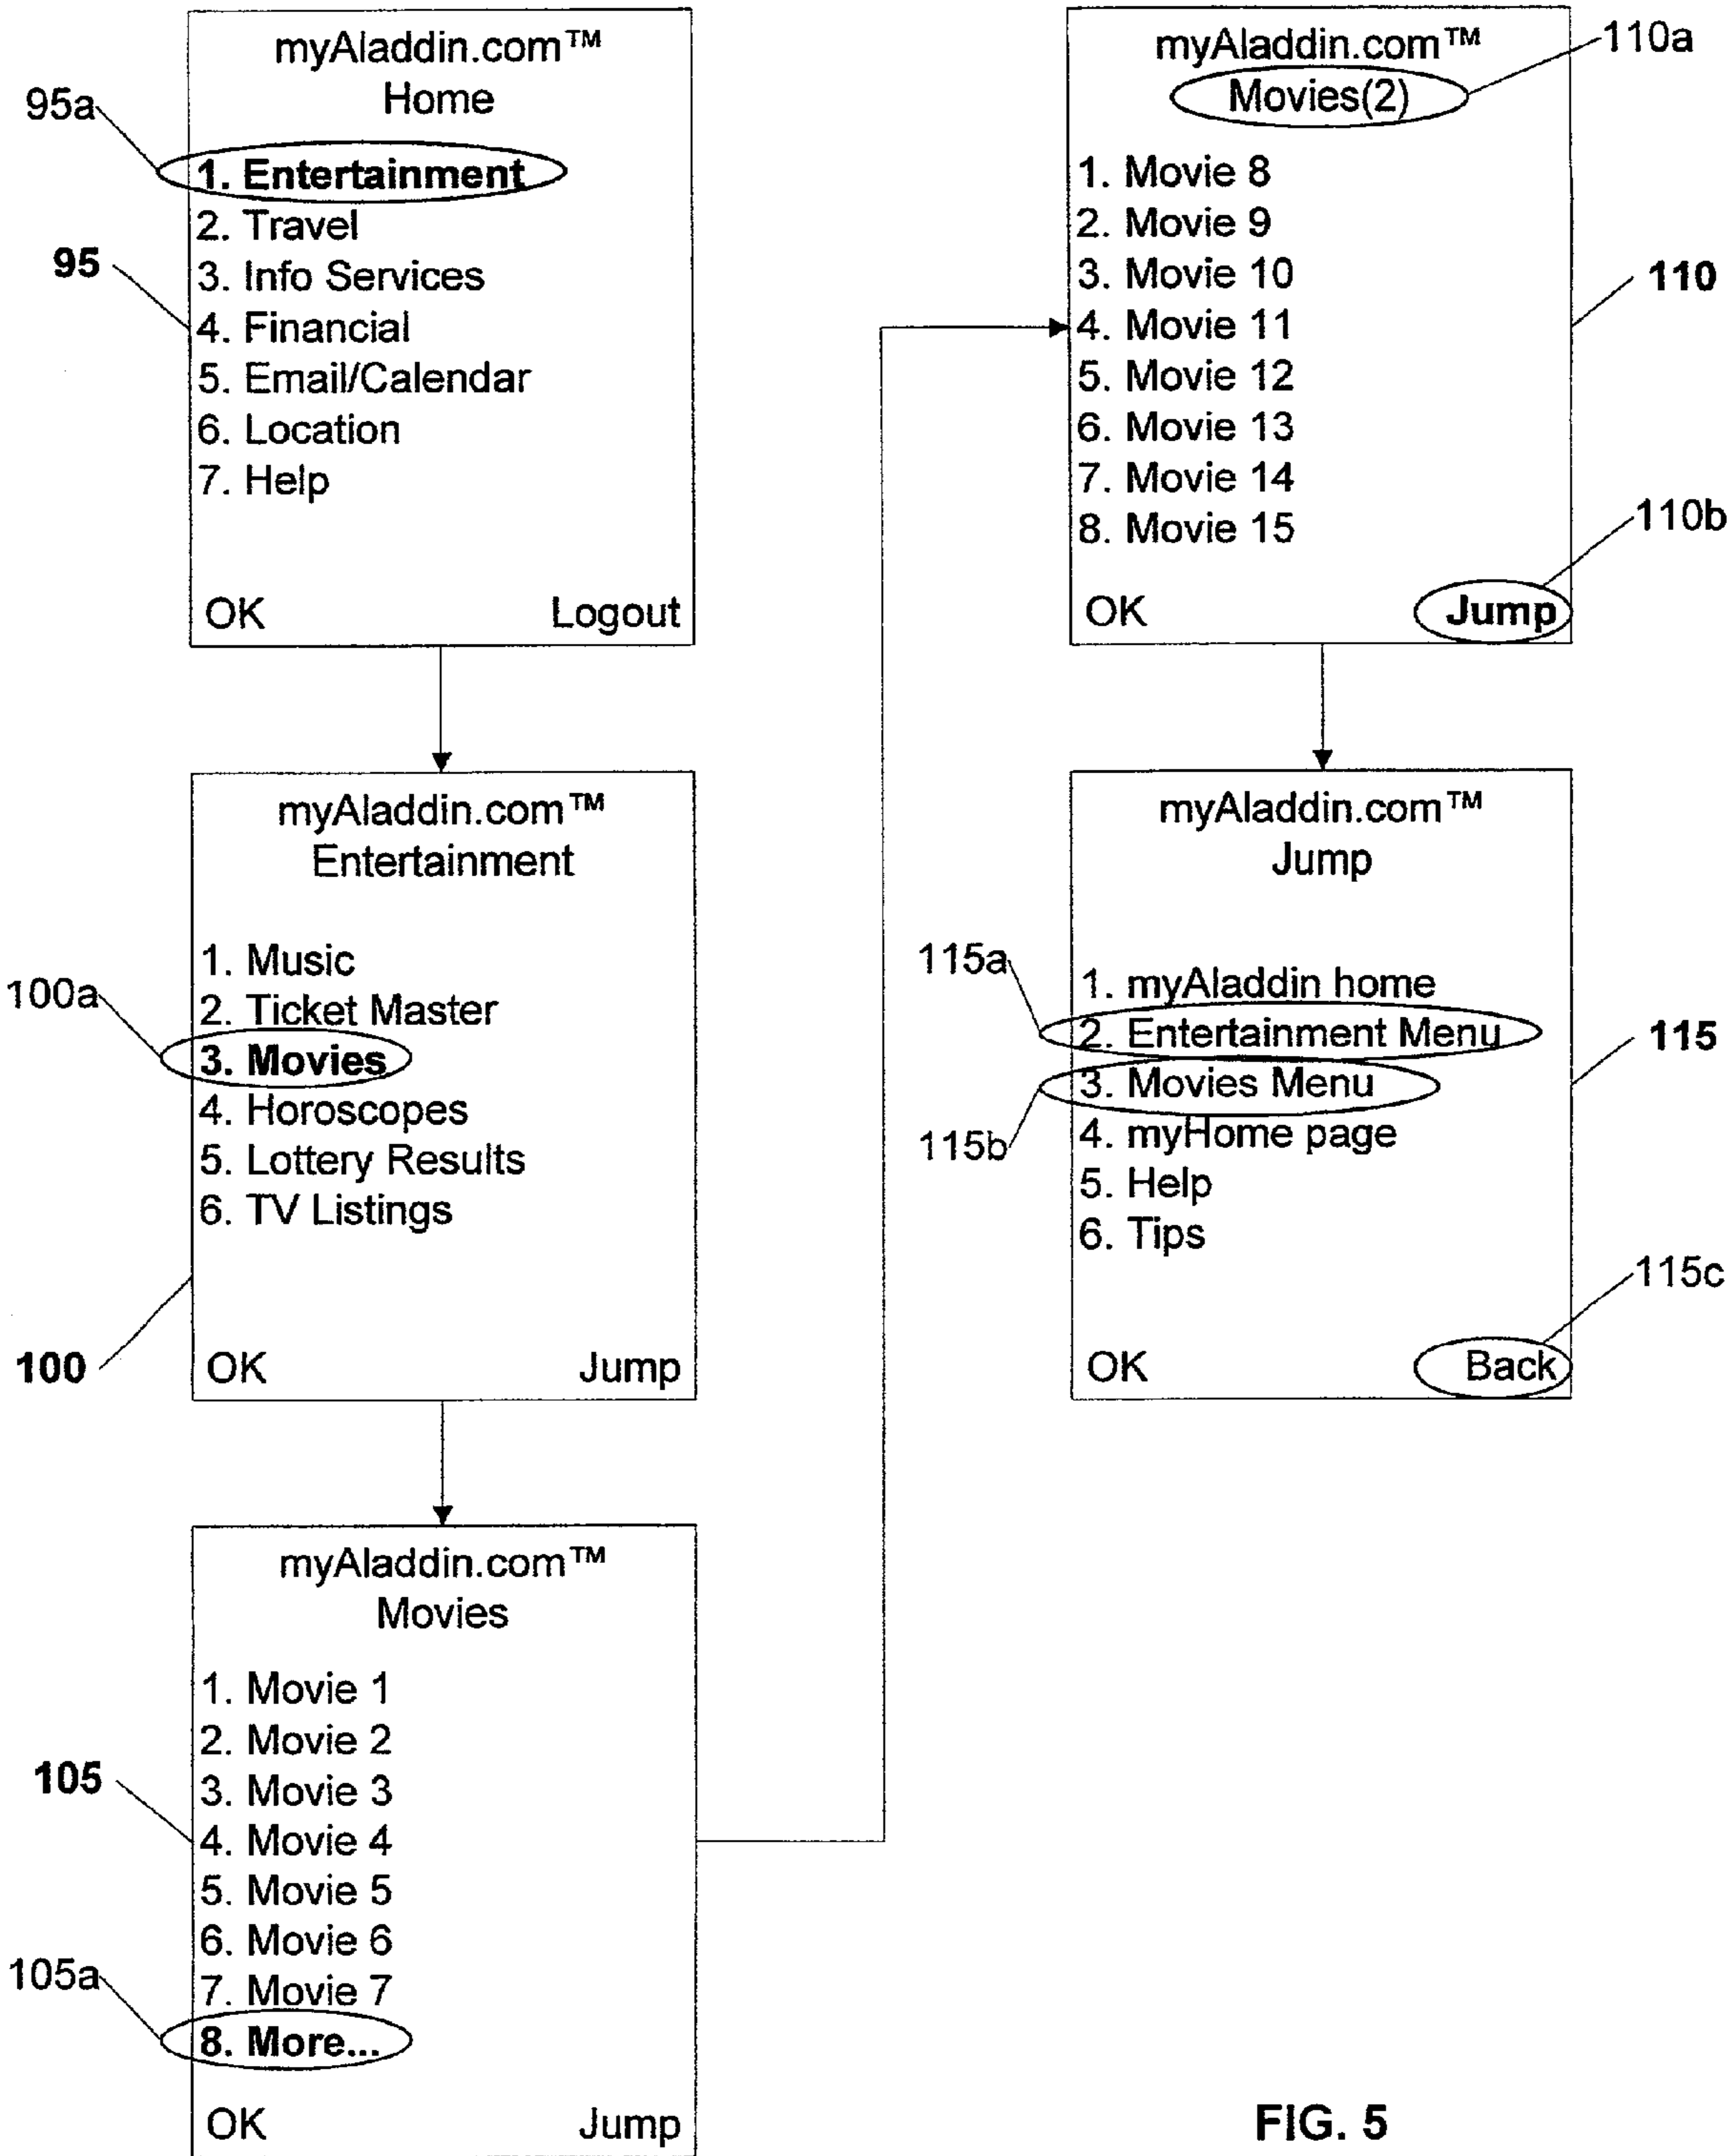 myAladdin.com™
Home
95a
1. Entertainment
2. Travel
95
3. Info Services
4. Financial
5. Email/Calendar
6. Location
7. Help
OK Logout
myAladdin.com™
Entertainment
1. Music
100a
2. Ticket Master
3. Movies
4. Horoscopes
5. Lottery Results
6. TV Listings
100
OK Jump
myAladdin.com™
Movies
1. Movie 1
2. Movie 2
105
3. Movie 3
4. Movie 4
5. Movie 5
6. Movie 6
105a
7. Movie 7
8. More...
OK Jump
myAladdin.com™
110a
Movies(2)
1. Movie 8
2. Movie 9
3. Movie 10
110
4. Movie 11
5. Movie 12
6. Movie 13
7. Movie 14
110b
8. Movie 15
OK Jump
myAladdin.com™
Jump
115a
1. myAladdin home
2. Entertainment Menu
115
3. Movies Menu
115b
4. myHome page
5. Help
6. Tips
115c
OK Back
FIG. 5